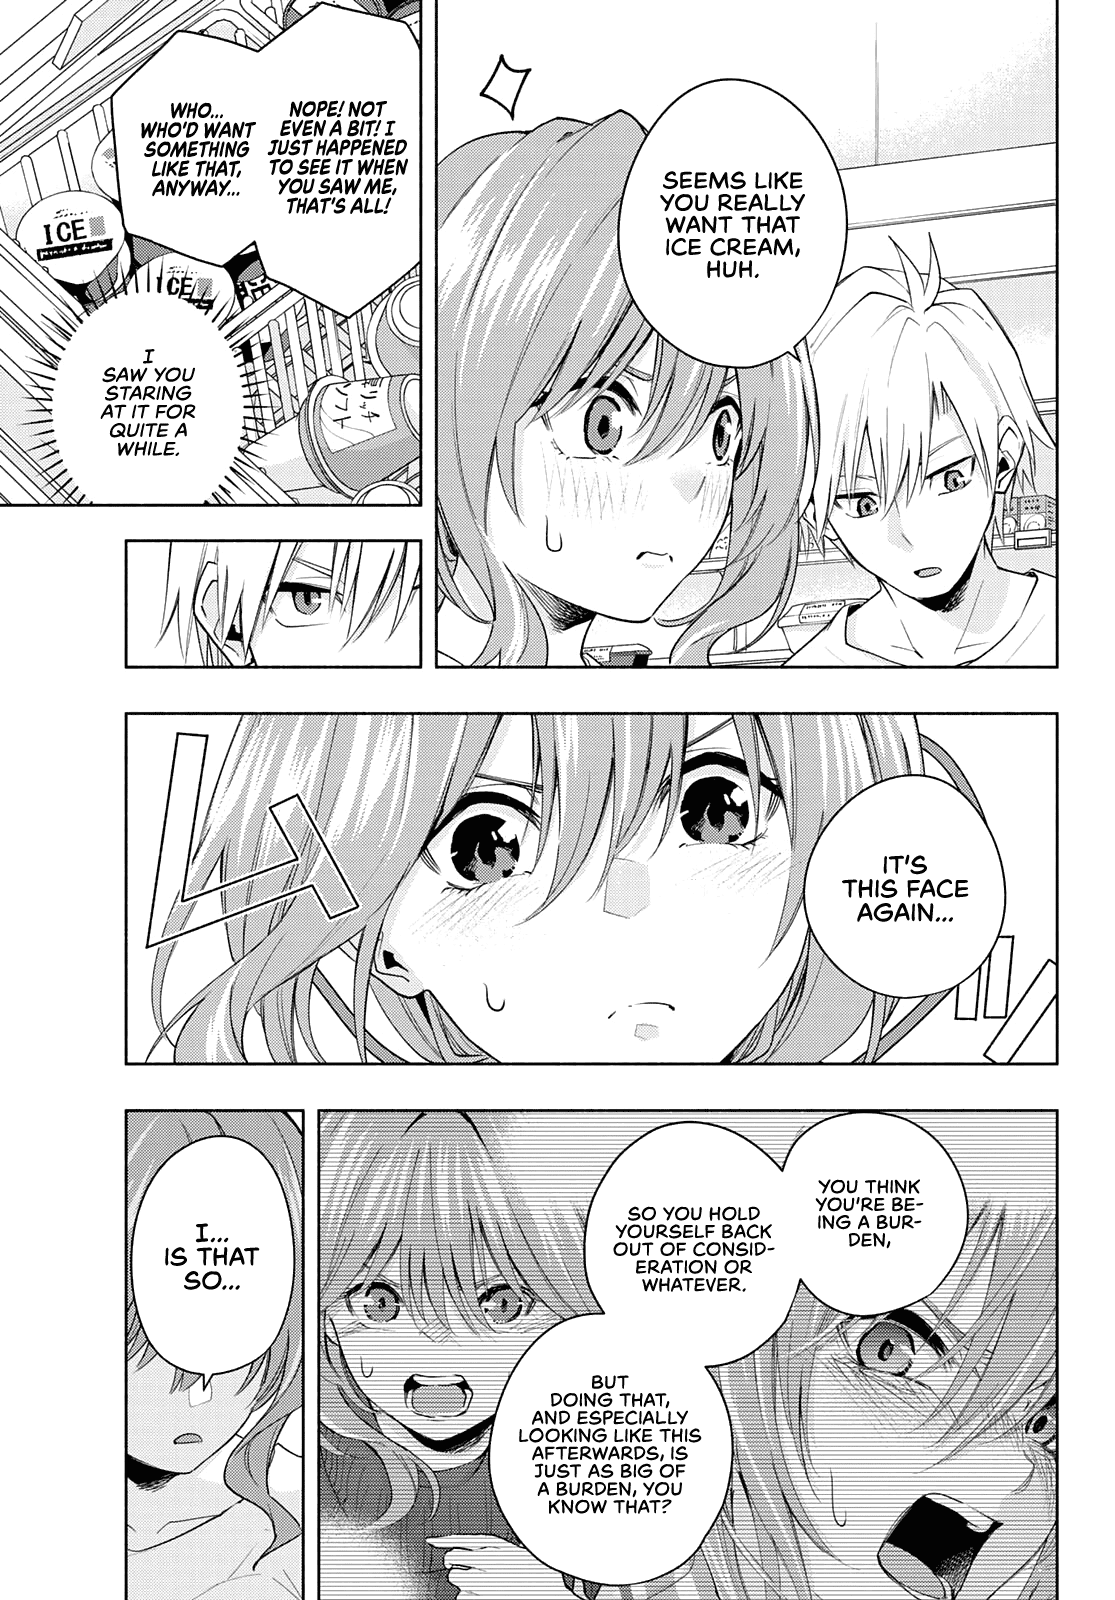 SEEMS LIKE
YOU REALLY
WANT THAT
ICE CREAM,
HUH.
NOPE! NOT
EVEN A BIT! I
JUST HAPPENED
TO SEE IT WHEN
YOU SAW ME,
THAT'S ALL!
WHO...
WHO'D WANT
SOMETHING
LIKE THAT,
ANYWAY...
ICE
ICE
I
SAW YOU
STARING
AT IT FOR
QUITE A
WHILE.
IT'S
THIS FACE
AGAIN...
YOU THINK
YOU'RE BE-
ING A BUR-
DEN,
SO YOU HOLD
YOURSELF BACK
OUT OF CONSID-
ERATION OR
WHATEVER.
BUT
DOING THAT,
AND ESPECIALLY
LOOKING LIKE THIS
AFTERWARDS, IS
JUST AS BIG OF
A BURDEN, YOU
KNOW THAT?
I...
IS THAT
SO...